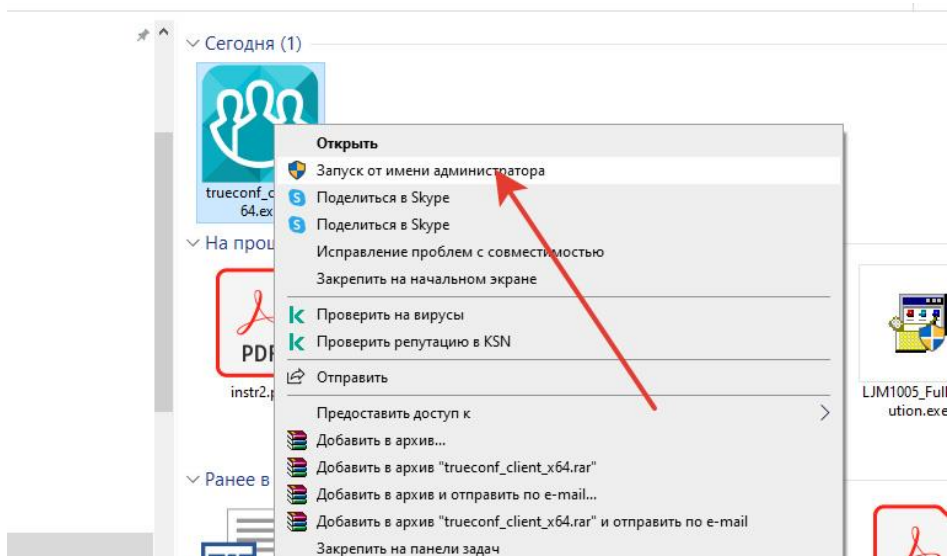 Сегодня (1)
trueconf_c
64.ex
Открыть
Запуск от имени администратора
Поделиться в Skype
Поделиться в Skype
Исправление проблем с совместимостью
Закрепить на начальном экране
Проверить на вирусы
Проверить репутацию в KSN
Отправить
Предоставить доступ к
Добавить в архив...
Добавить в архив "trueconf_client_x64.rar"
Добавить в архив и отправить по e-mail...
Добавить в архив "trueconf_client_x64.rar" и отправить по e-mail
Закрепить на панели задач
На прош
PDF
instr2.p
LJM1005_Full
ution.exe
Ранее в